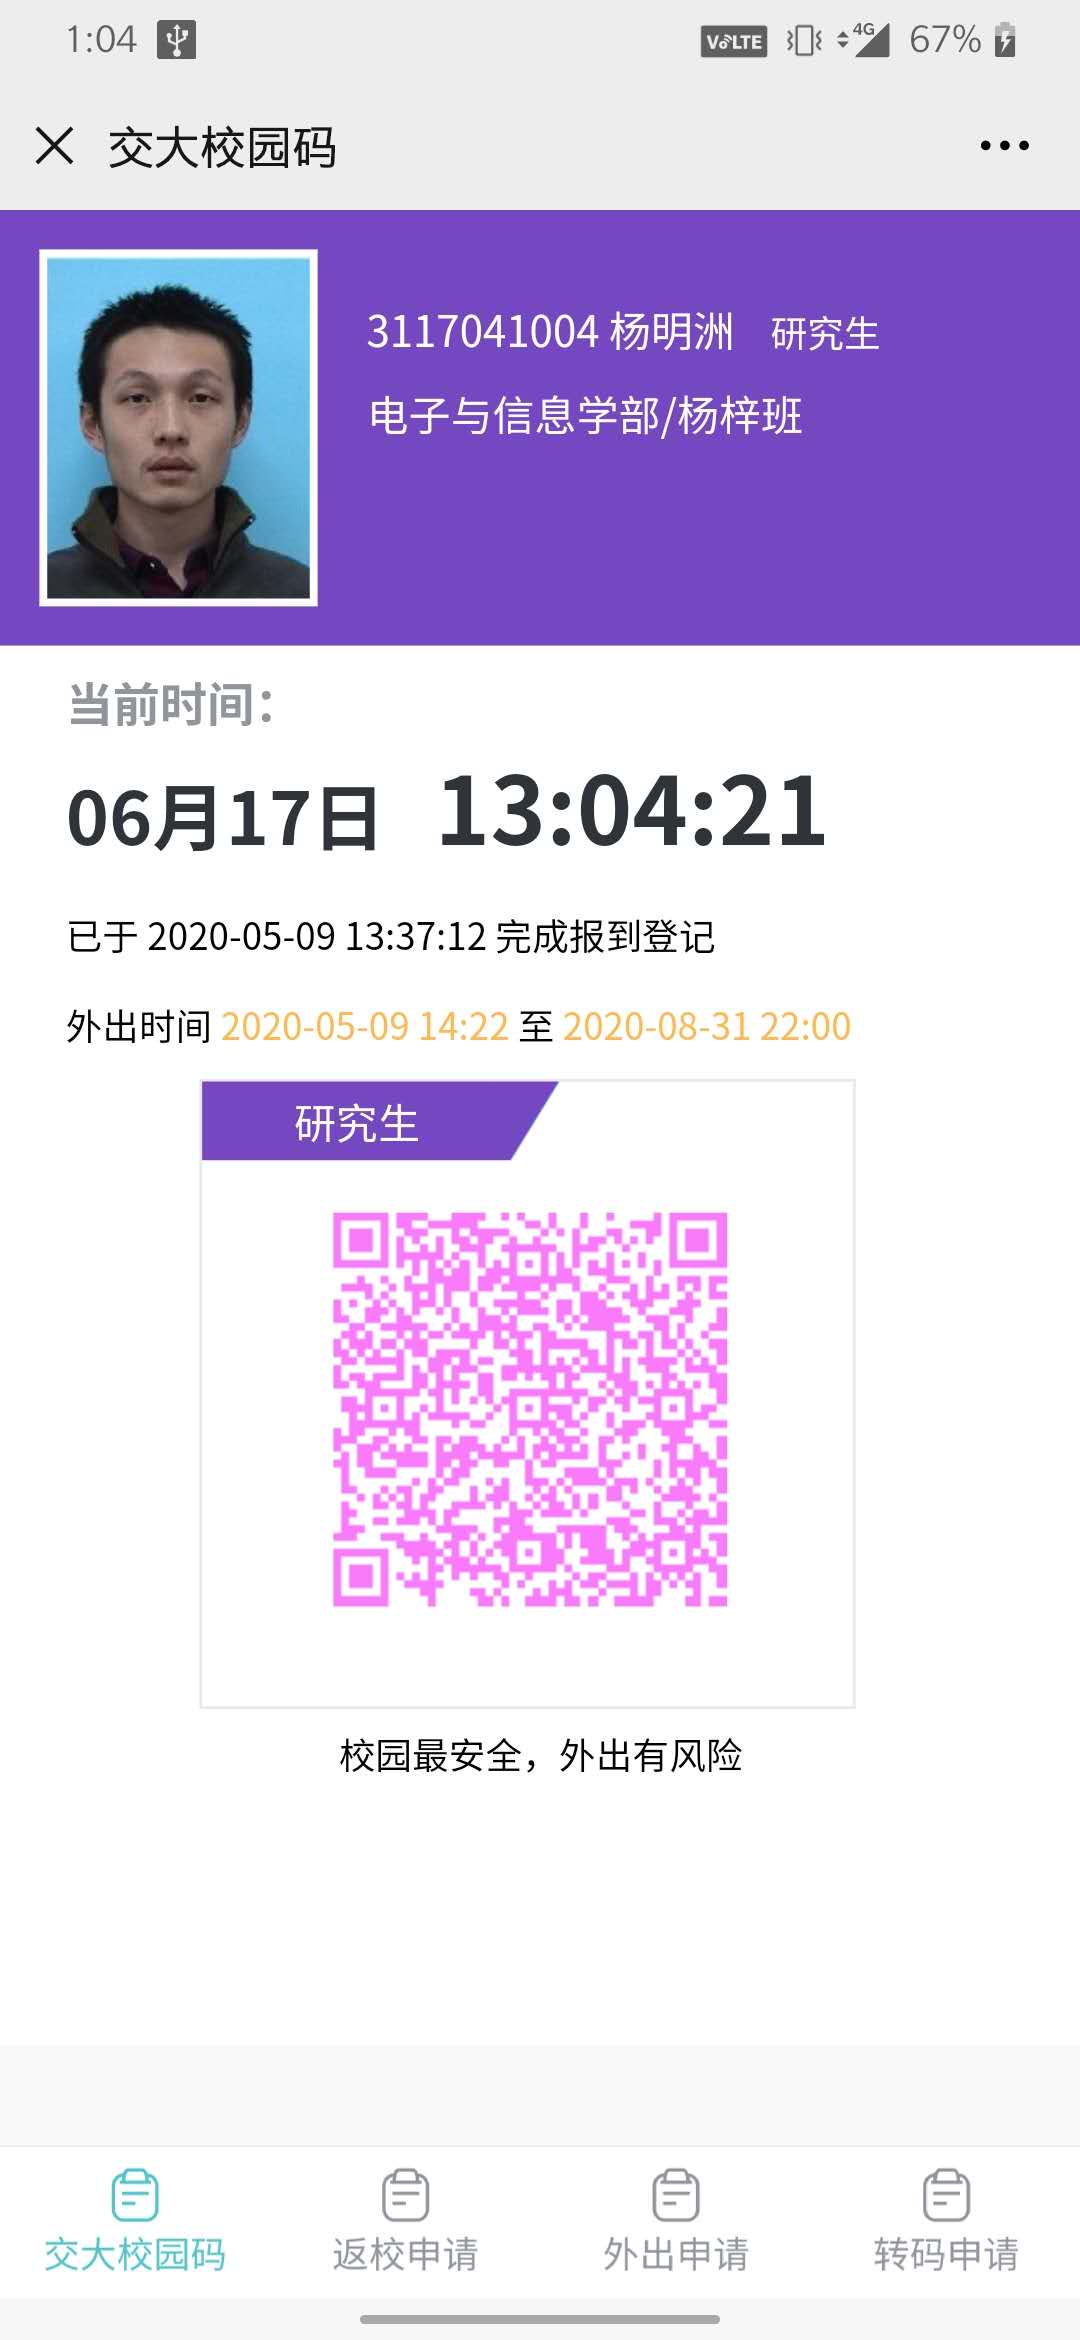 1:04 VoLTE 4G 67%
交大校园码
3117041004 杨明洲 研究生
电子与信息学部/杨梓班
当前时间：
06月17日 13:04:21
已于 2020-05-09 13:37:12 完成报到登记
外出时间 2020-05-09 14:22 至 2020-08-31 22:00
研究生
校园最安全，外出有风险
交大校园码 返校申请 外出申请 转码申请